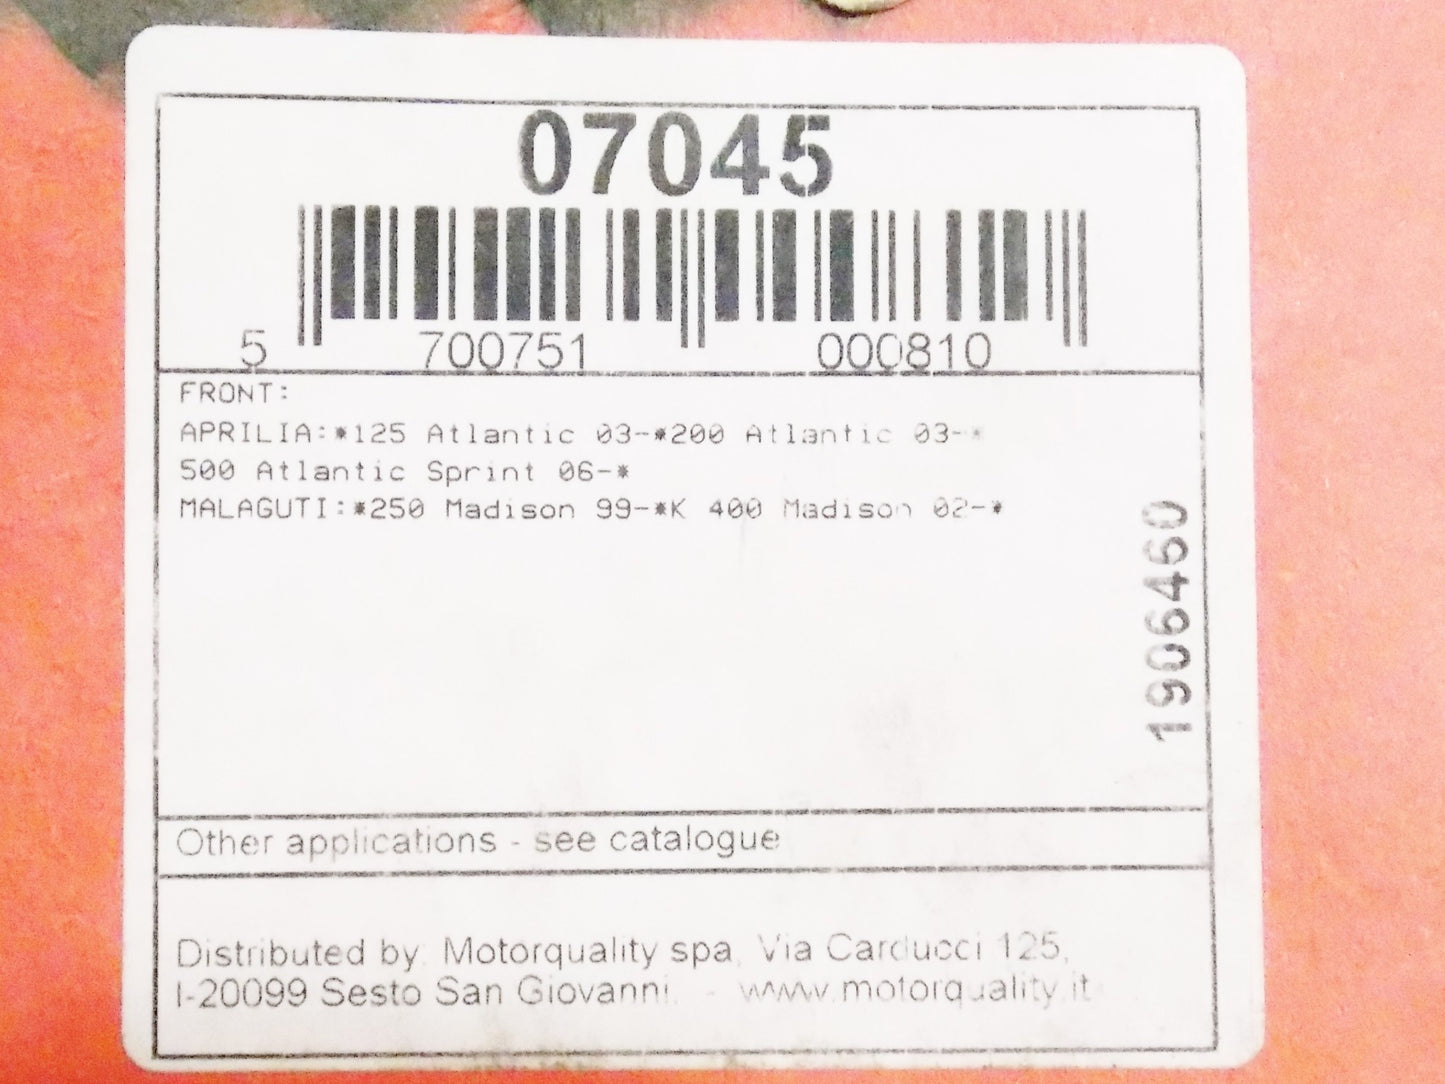 07045
5 700751 000810
FRONT:
APRILIA:*125 Atlantic 03-*200 Atlantic 03-*
500 Atlantic Sprint 06-*
MALAGUTI:*250 Madison 99-*K 400 Madison 02-*
1906460
Other applications - see catalogue
Distributed by: Motorquality spa, Via Carducci 125,
I-20099 Sesto San Giovanni. - www.motorquality.it